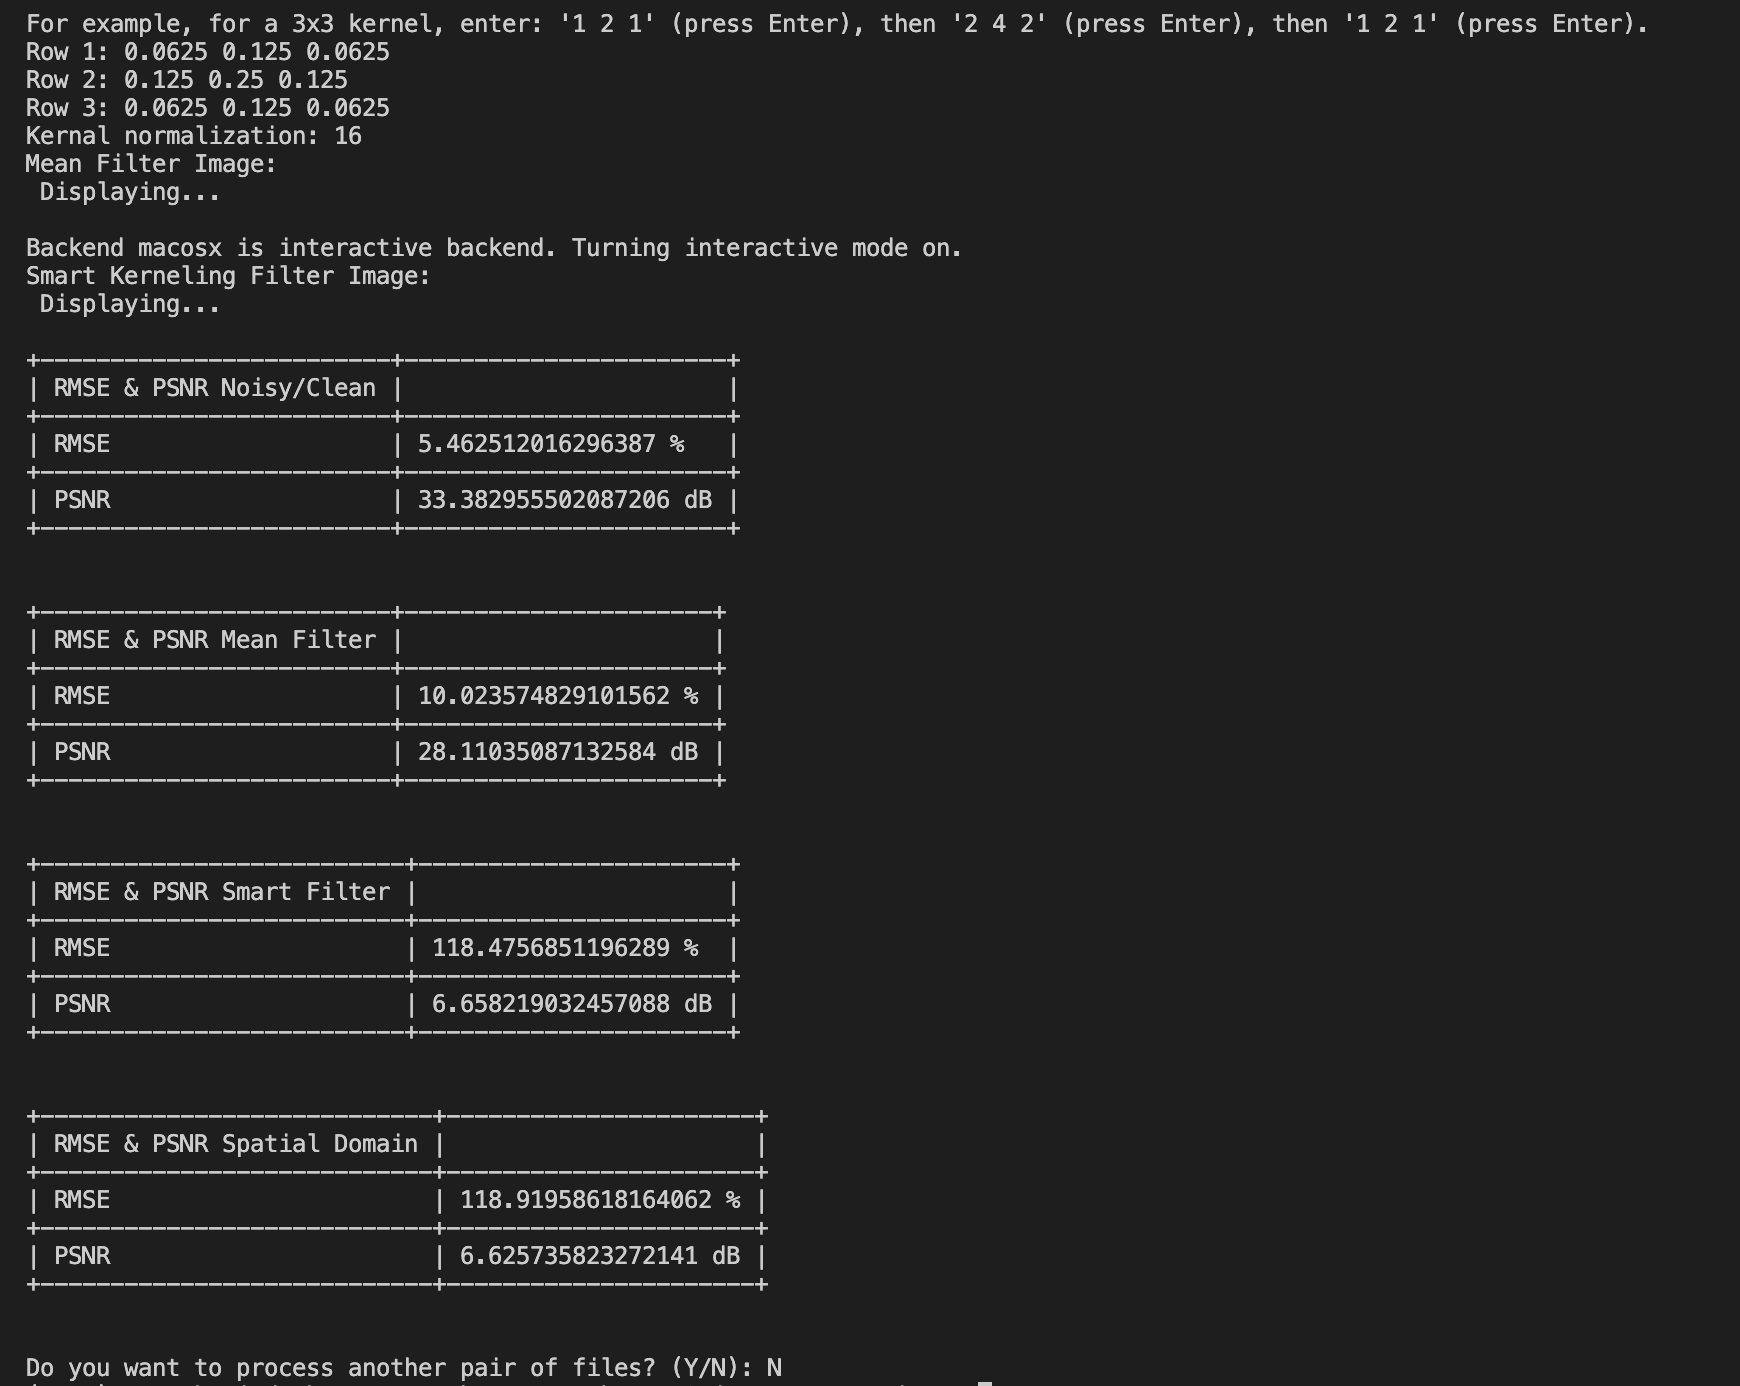 For example, for a 3x3 kernel, enter: '1 2 1' (press Enter), then '2 4 2' (press Enter), then '1 2 1' (press Enter).
Row 1: 0.0625 0.125 0.0625
Row 2: 0.125 0.25 0.125
Row 3: 0.0625 0.125 0.0625
Kernal normalization: 16
Mean Filter Image:
Displaying...
Backend macosx is interactive backend. Turning interactive mode on.
Smart Kerneling Filter Image:
Displaying...
RMSE & PSNR Noisy/Clean
RMSE 5.462512016296387 %
PSNR 33.382955502087206 dB
RMSE & PSNR Mean Filter
RMSE 10.023574829101562 %
PSNR 28.11035087132584 dB
RMSE & PSNR Smart Filter
RMSE 118.4756851196289 %
PSNR 6.658219032457088 dB
RMSE & PSNR Spatial Domain
RMSE 118.91958618164062 %
PSNR 6.625735823272141 dB
Do you want to process another pair of files? (Y/N): N